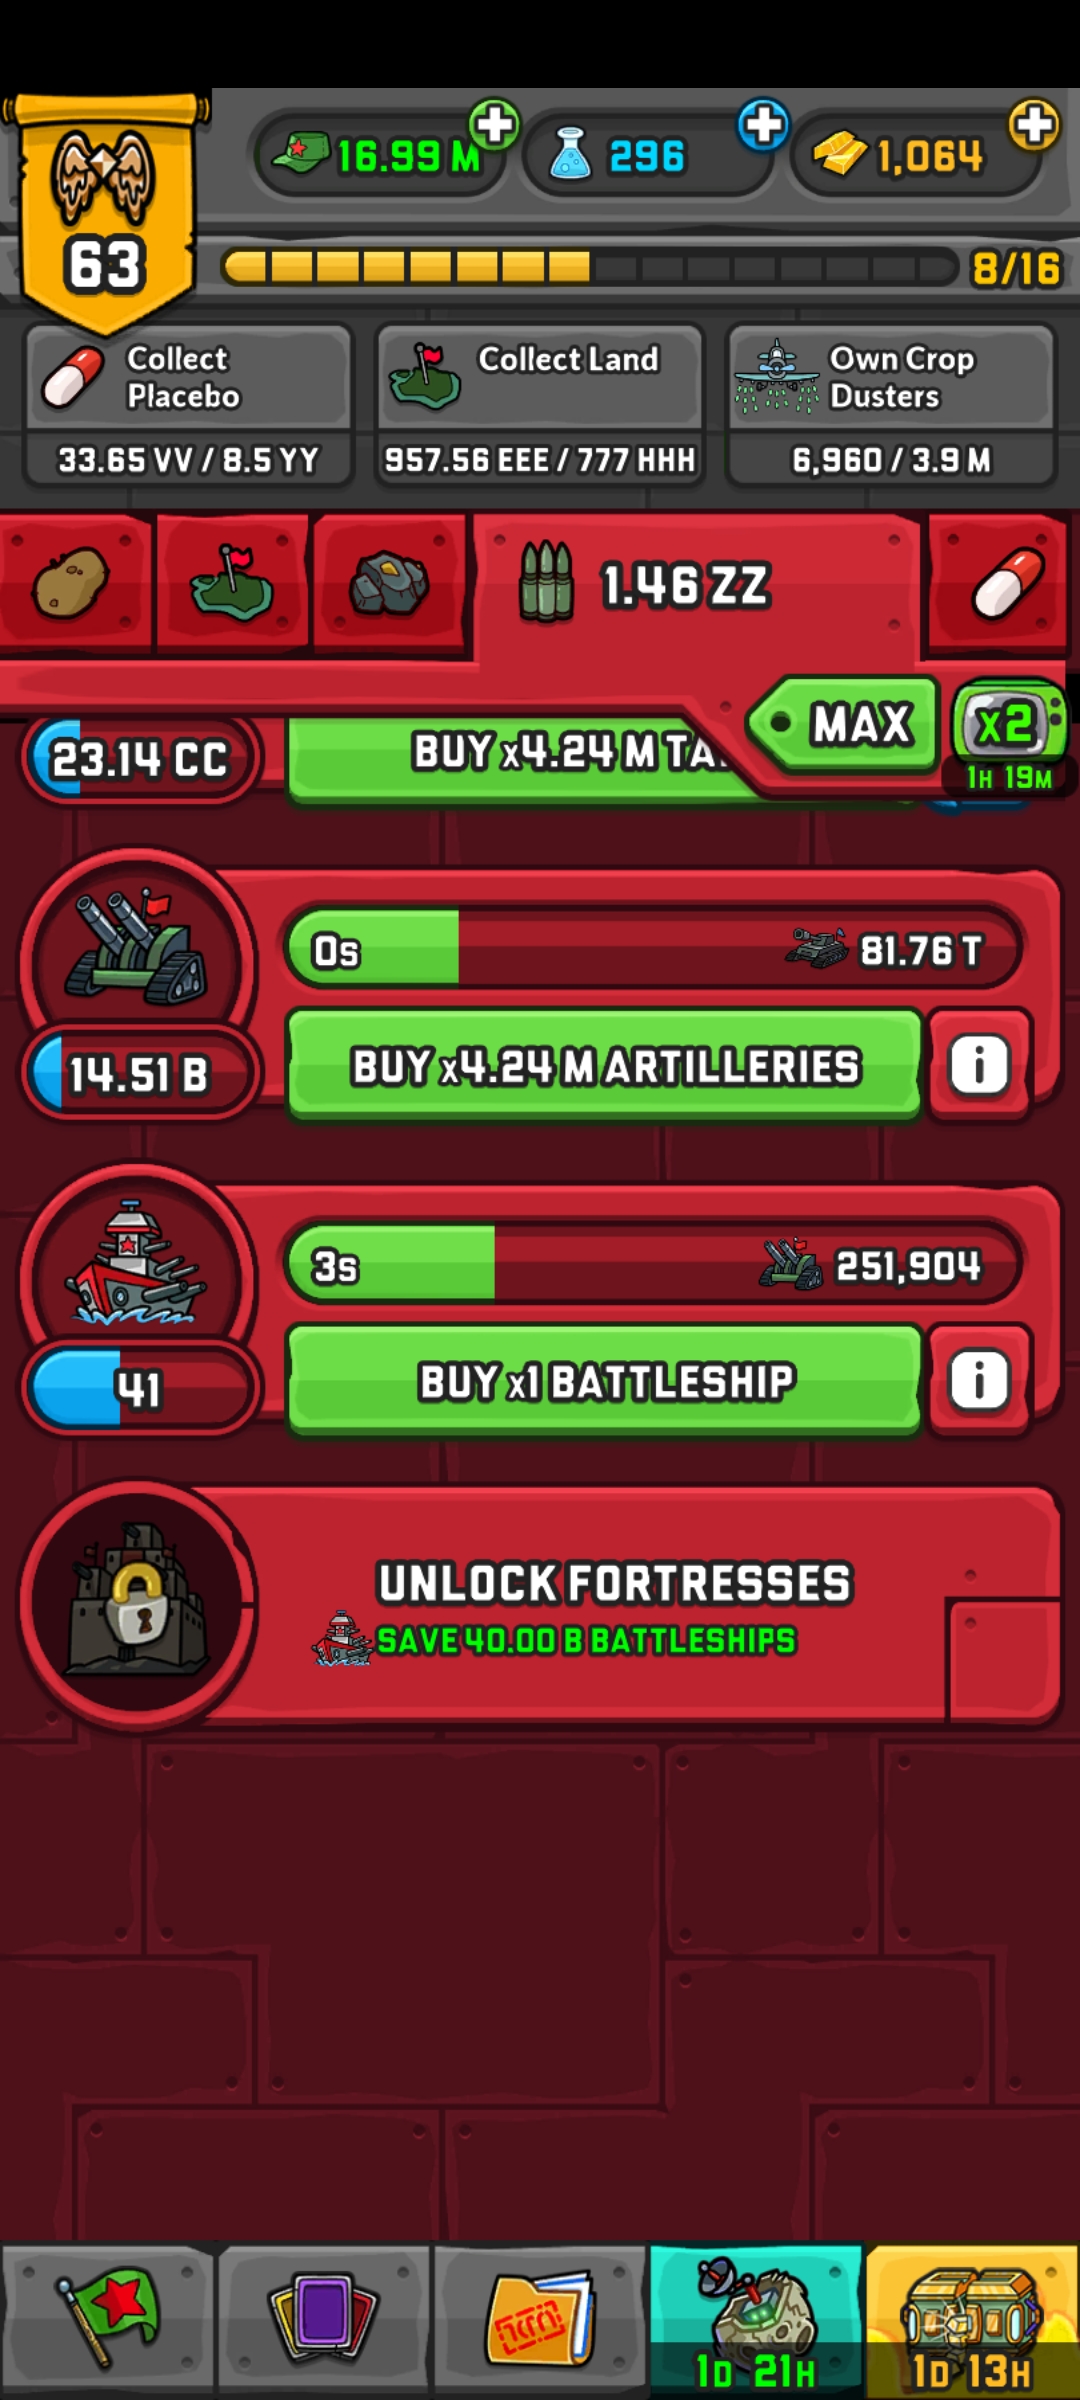 16.99 M
296
1,064
63
8/16
Collect
Placebo
33.65 VV / 8.5 YY
Collect Land
957.56 EEE / 777 HHH
Own Crop
Dusters
6,960 / 3.9 M
1.46 ZZ
MAX
x2
1H 19M
23.14 CC
BUY x4.24 M TA
0s
81.76 T
14.51 B
BUY x4.24 M ARTILLERIES
i
3s
251,904
41
BUY x1 BATTLESHIP
i
UNLOCK FORTRESSES
SAVE 40.00 B BATTLESHIPS
1D 21H
1D 13H